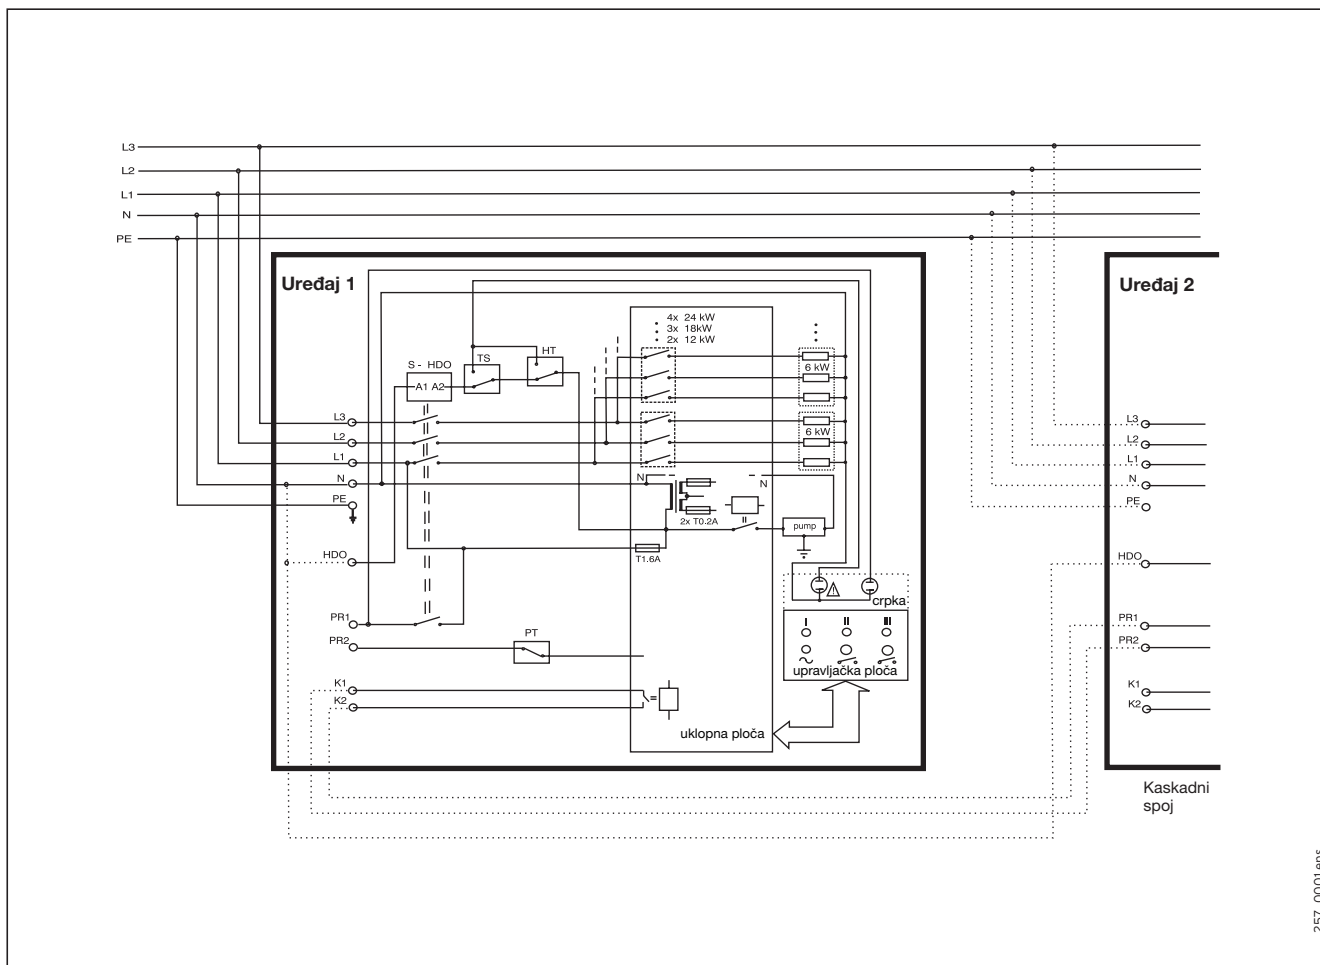 L3
L2
L1
N
PE
Uređaj 1
Uređaj 2
4x 24 kW
3x 18kW
2x 12 kW
HT
TS
S - HDO
A1 A2
6 kW
6 kW
L3
L2
L1
N
PE
N
N
2x T0.2A
pump
T1.6A
HDO
PR1
PR2
PT
K1
K2
crpka
I
II
III
upravljačka ploča
uklopna ploča
L3
L2
L1
N
PE
HDO
PR1
PR2
K1
K2
Kaskadni
spoj
257_0001eps